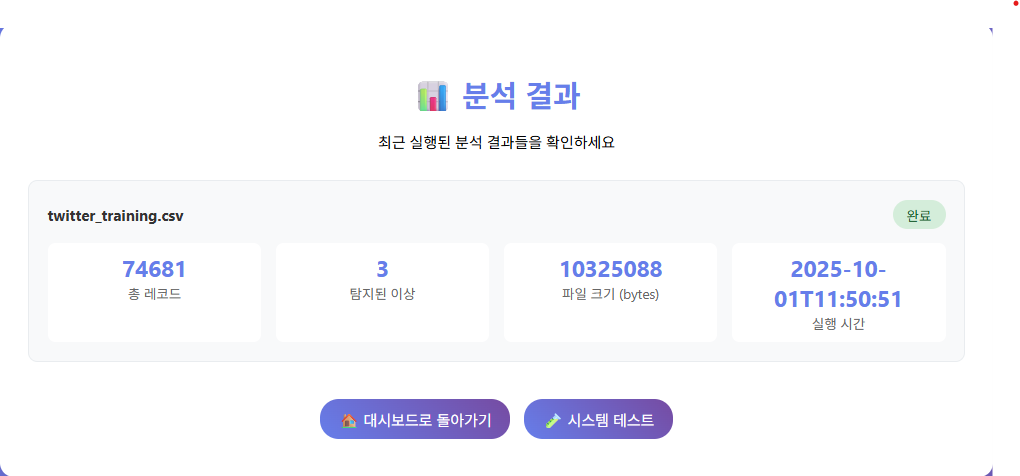 분석 결과
최근 실행된 분석 결과들을 확인하세요
twitter_training.csv
완료
74681
총 레코드
3
탐지된 이상
10325088
파일 크기 (bytes)
2025-10-
01T11:50:51
실행 시간
대시보드로 돌아가기
시스템 테스트